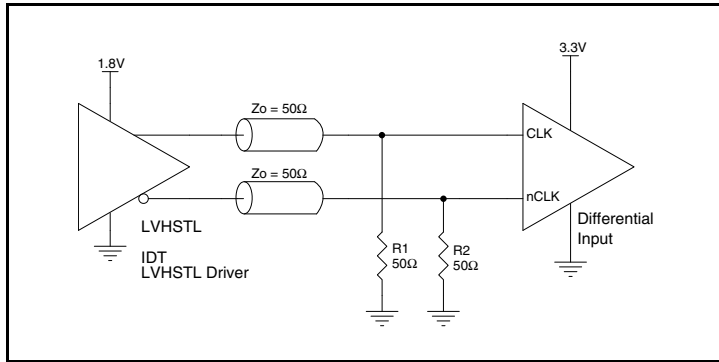 3.3V
1.8V
Zo = 50Ω
CLK
Zo = 50Ω
nCLK
LVHSTL
Differential
Input
R1
50Ω
R2
50Ω
IDT
LVHSTL Driver